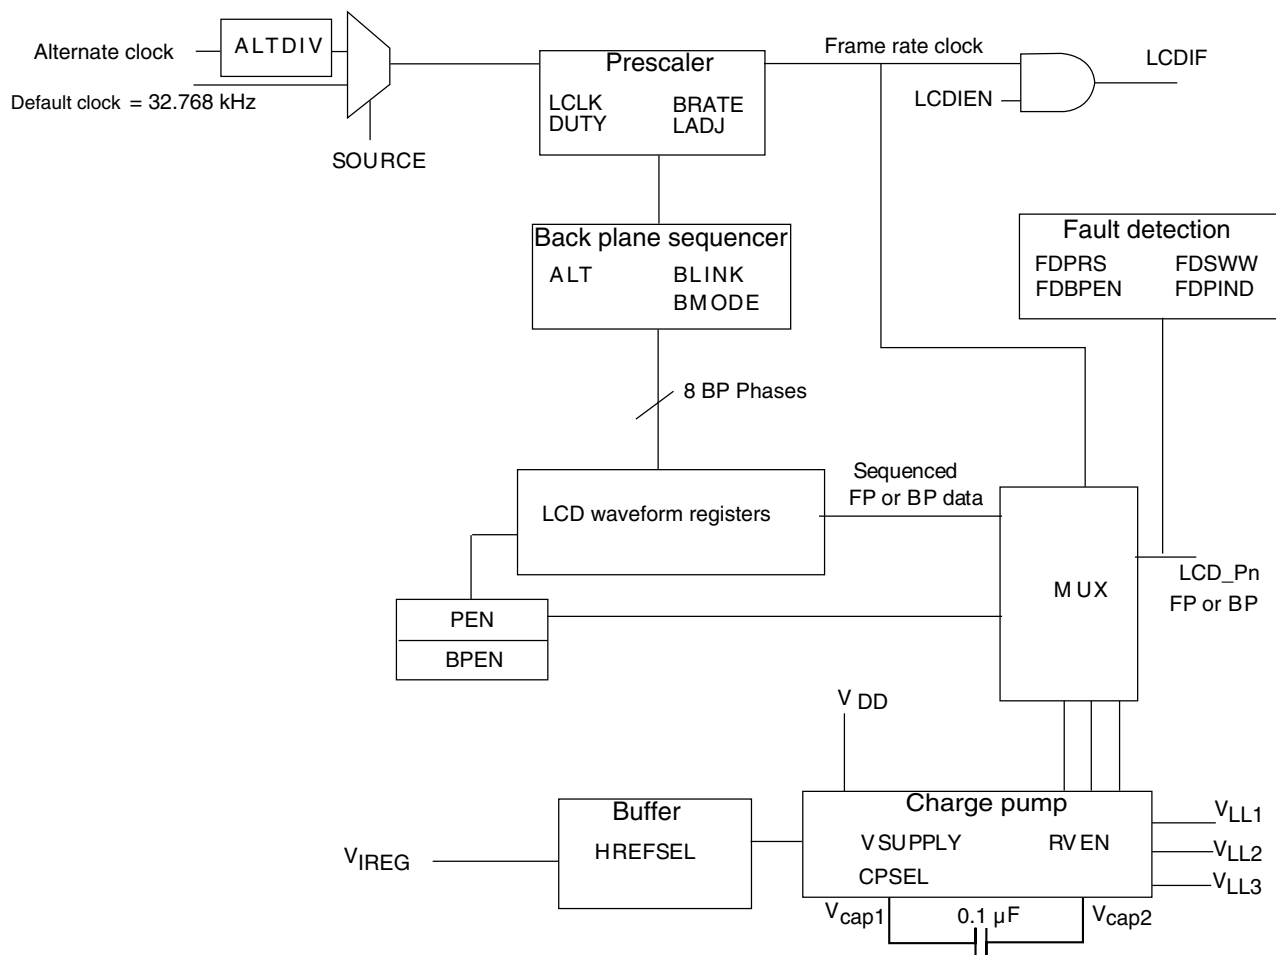 Alternate clock
ALTDIV
Default clock = 32.768 kHz
SOURCE
Prescaler
LCLK BRATE
DUTY LADJ
Frame rate clock
LCDIEN
LCDIF
Back plane sequencer
ALT BLINK
BMODE
Fault detection
FDPRS FDSWW
FDBPEN FDPIND
8 BP Phases
LCD waveform registers
Sequenced
FP or BP data
MUX
LCD_Pn
FP or BP
PEN
BPEN
V DD
Buffer
HREFSEL
VIREG
Charge pump
VSUPPLY RVEN
CPSEL
VLL1
VLL2
VLL3
Vcap1 0.1 µF Vcap2